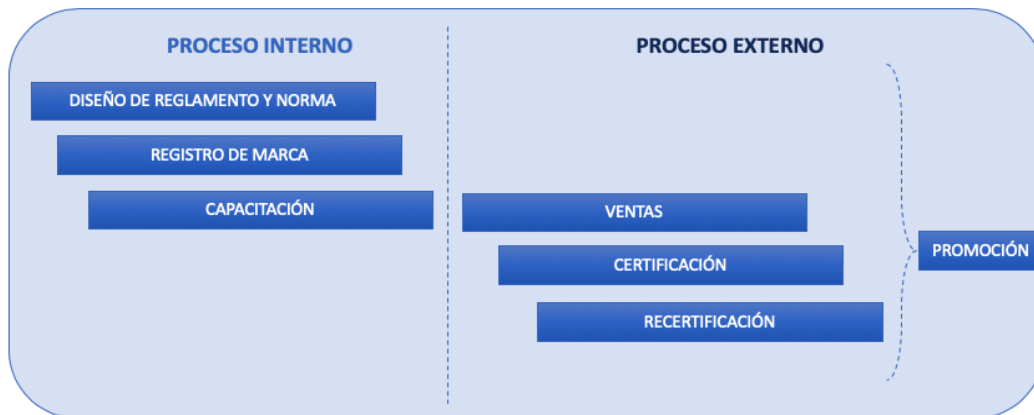 PROCESO INTERNO
PROCESO EXTERNO
DISEÑO DE REGLAMENTO Y NORMA
REGISTRO DE MARCA
CAPACITACIÓN
VENTAS
CERTIFICACIÓN
RECERTIFICACIÓN
PROMOCIÓN